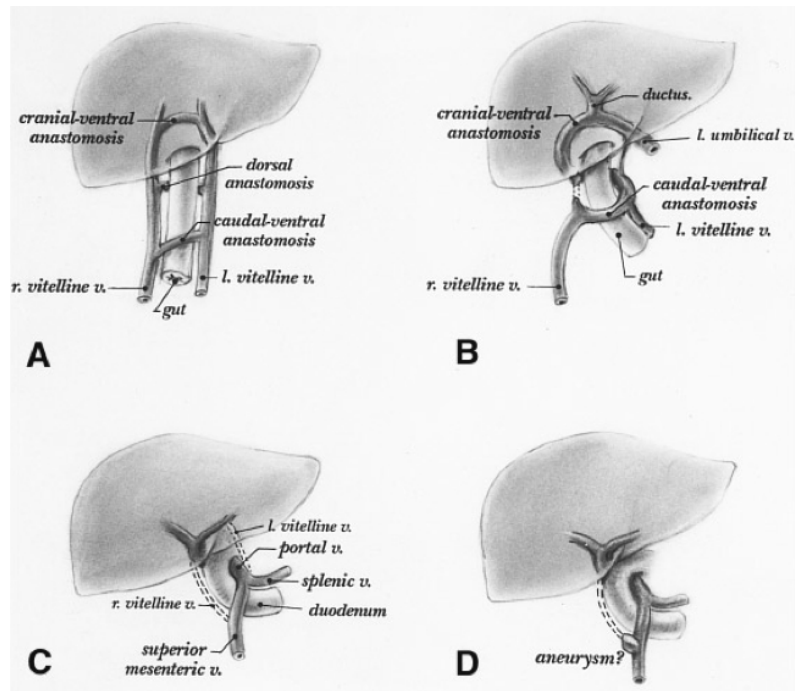 cranial-ventral
anastomosis
dorsal
anastomosis
caudal-ventral
anastomosis
r. vitelline v.
l. vitelline v.
gut
A
ductus.
cranial-ventral
anastomosis
l. umbilical v.
caudal-ventral
anastomosis
l. vitelline v.
gut
r. vitelline v.
B
l. vitelline v.
portal v.
splenic v.
r. vitelline v.
duodenum
superior
mesenteric v.
C
aneurysm?
D